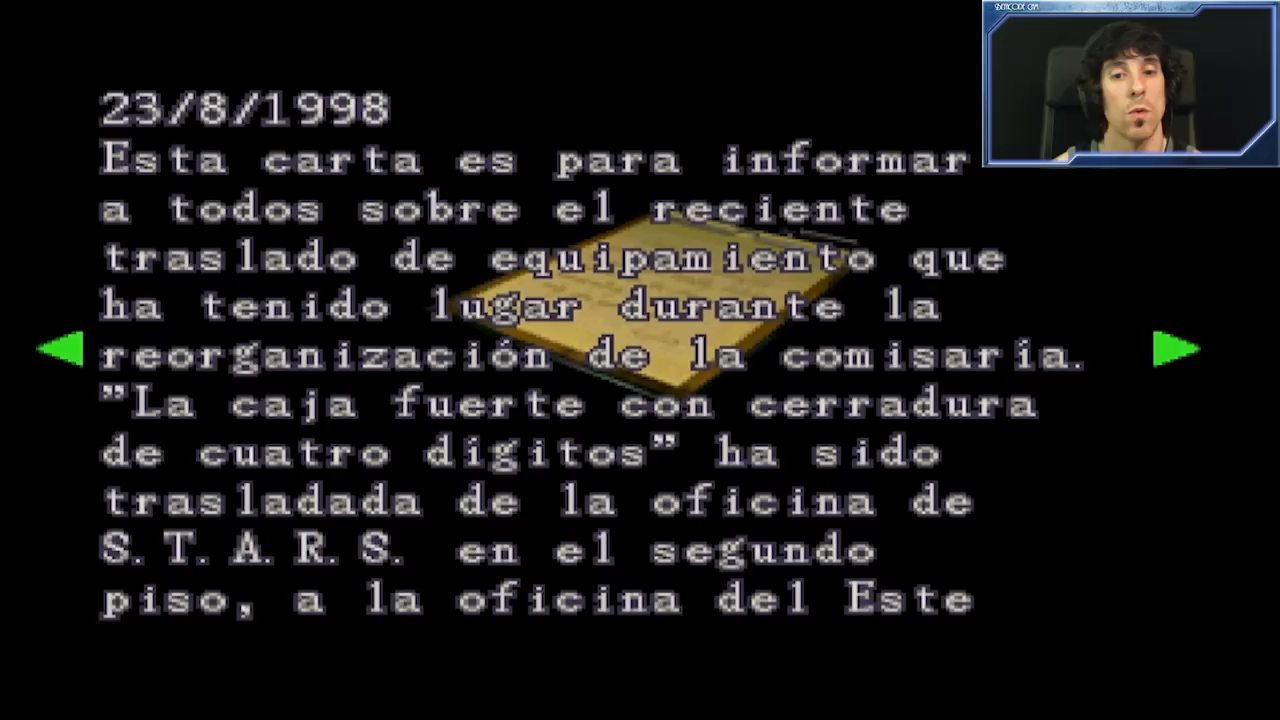 23/8/1998
Esta carta es para informar
a todos sobre el reciente
traslado de equipamiento que
ha tenido lugar durante la
reorganización de la comisaría.
"La caja fuerte con cerradura
de cuatro dígitos" ha sido
trasladada de la oficina de
S.T.A.R.S. en el segundo
piso, a la oficina del Este